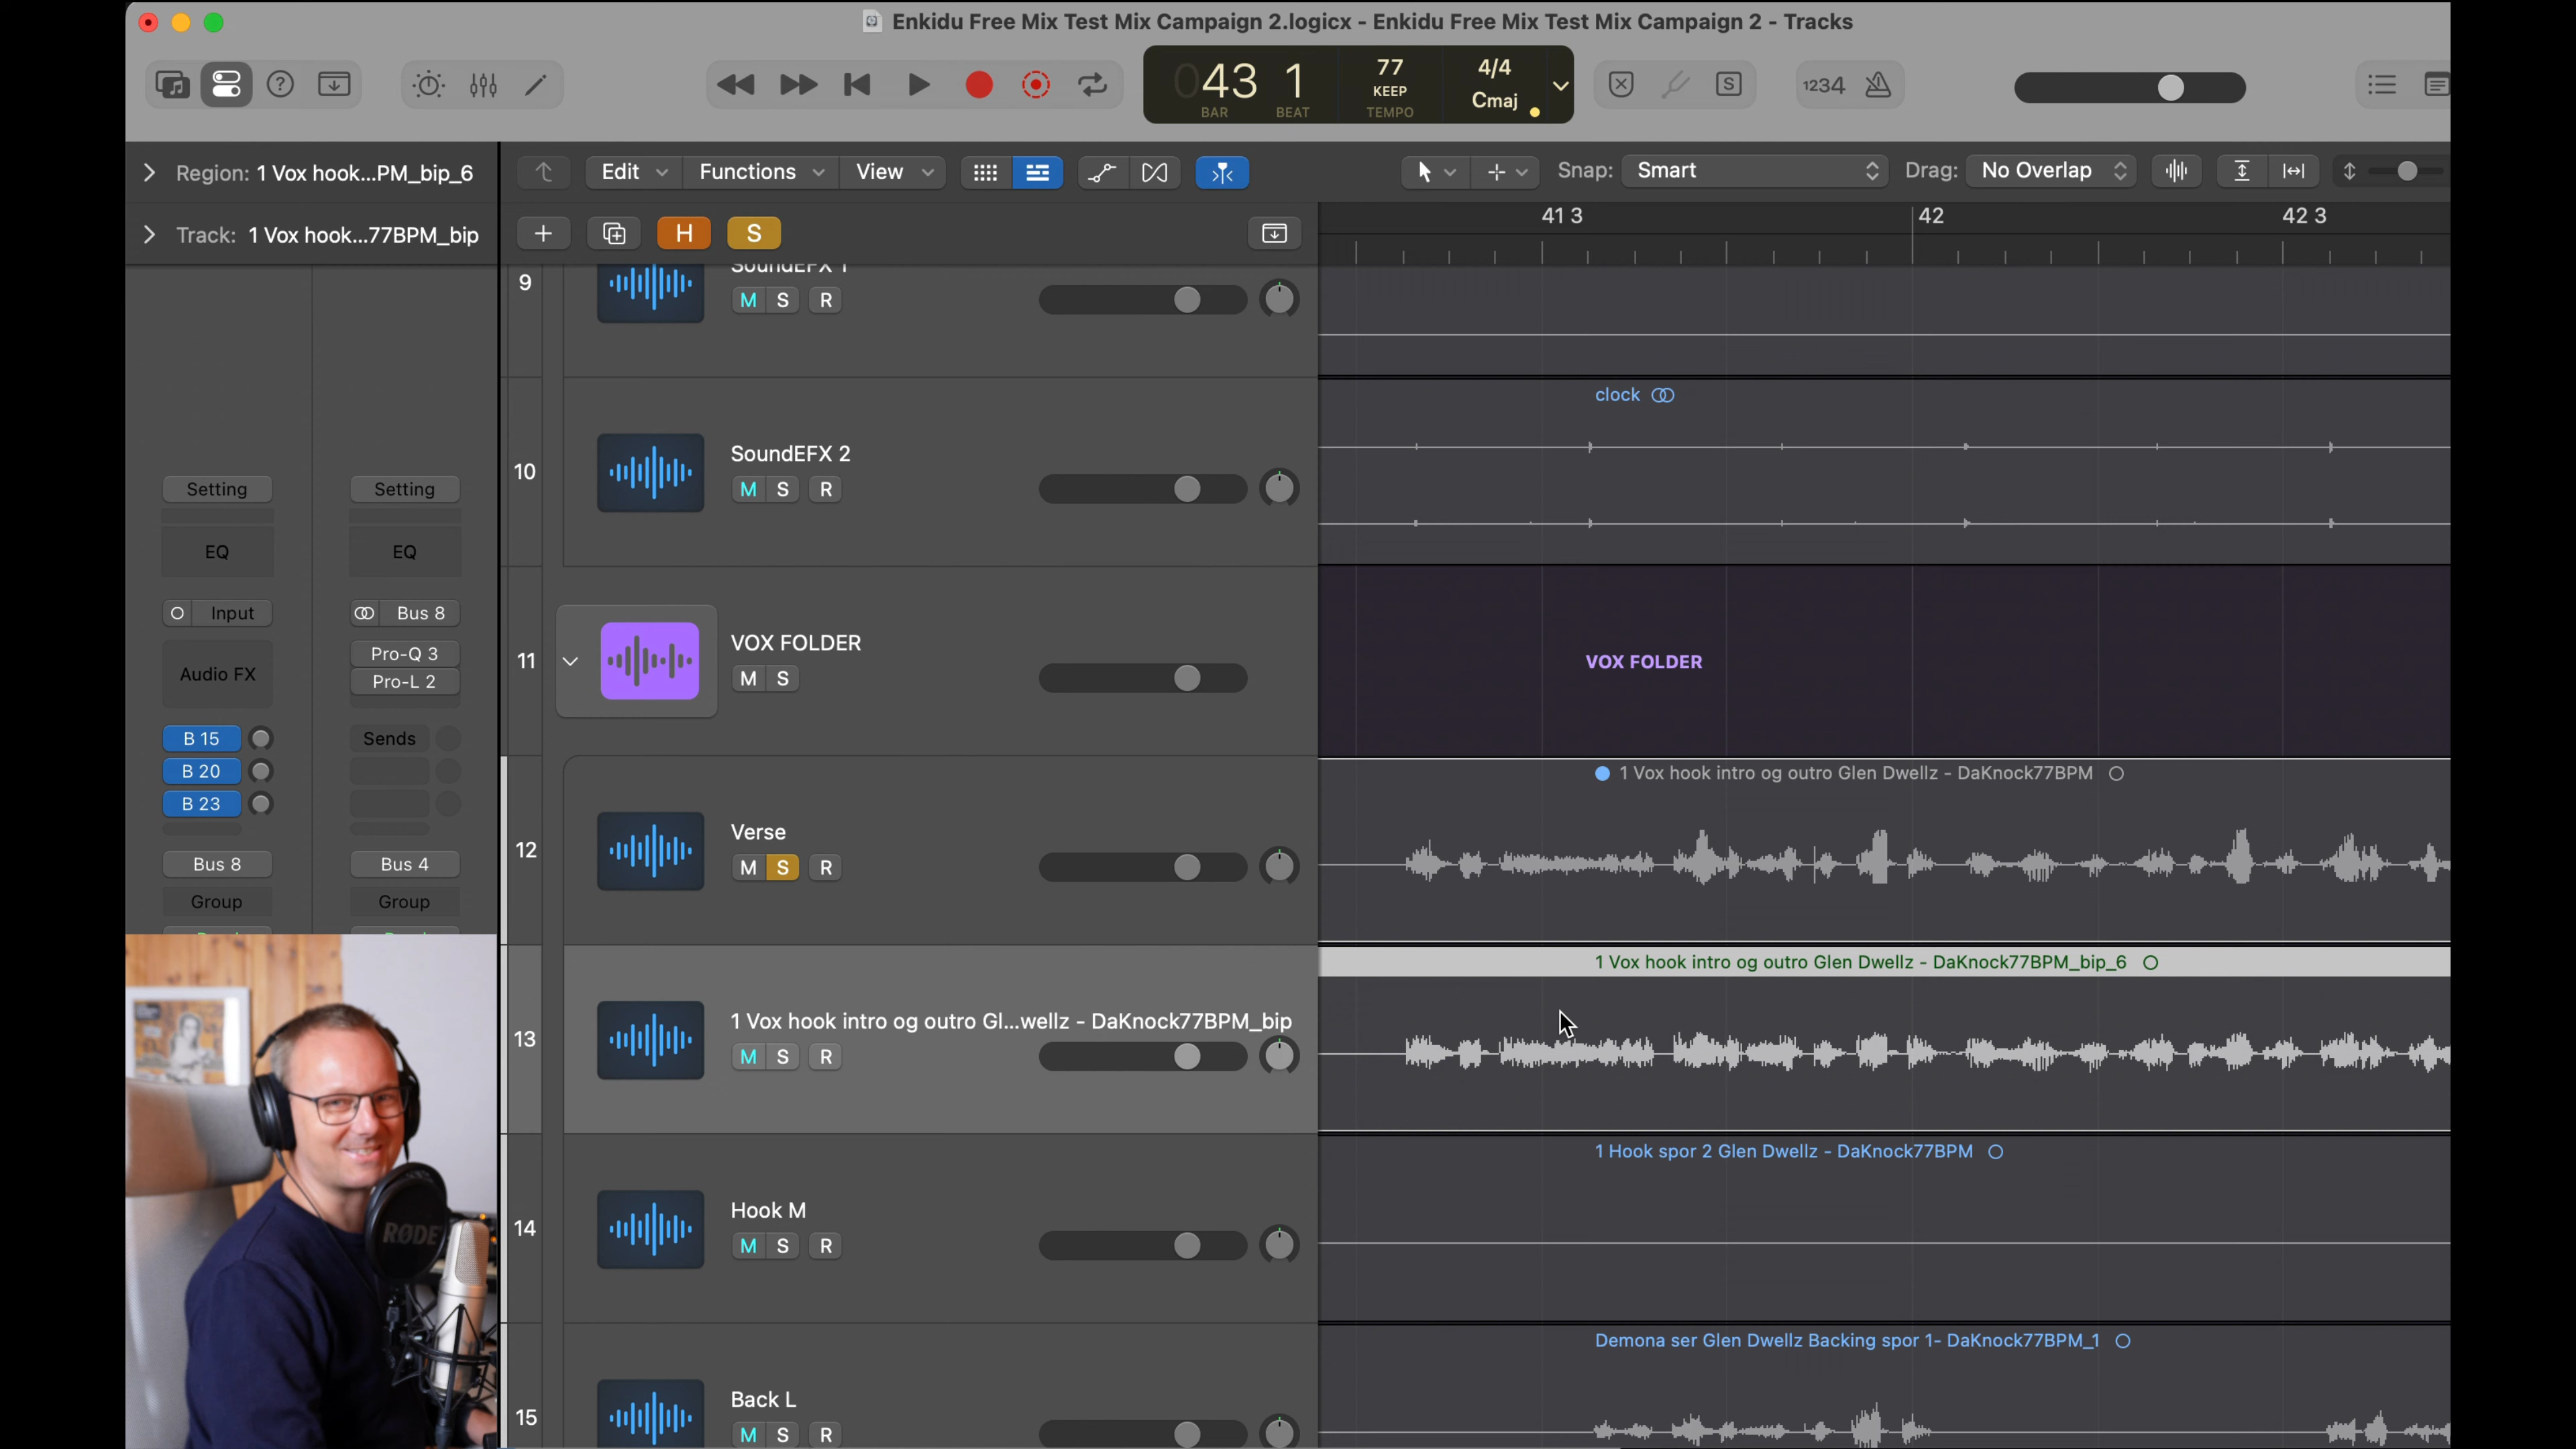 Enkidu Free Mix Test Mix Campaign 2.logicx - Enkidu Free Mix Test Mix Campaign 2 - Tracks
043 1
BAR BEAT
77
KEEP
TEMPO
4/4
Cmaj
S
1234
Region: 1 Vox hook...PM_bip_6
Edit Functions View
Snap: Smart
Drag: No Overlap
Track: 1 Vox hook...77BPM_bip
H S
41 3 42 42 3
9 SoundEFX 1
M S R
clock
10 SoundEFX 2
M S R
Setting Setting
EQ EQ
Input Bus 8
Audio FX Pro-Q 3
Pro-L 2
B 15 Sends
B 20
B 23
Bus 8 Bus 4
Group Group
11 VOX FOLDER
M S
VOX FOLDER
1 Vox hook intro og outro Glen Dwellz - DaKnock77BPM
12 Verse
M S R
1 Vox hook intro og outro Glen Dwellz - DaKnock77BPM_bip_6
13 1 Vox hook intro og outro Gl...wellz - DaKnock77BPM_bip
M S R
1 Hook spor 2 Glen Dwellz - DaKnock77BPM
14 Hook M
M S R
Demona ser Glen Dwellz Backing spor 1- DaKnock77BPM_1
15 Back L
M S R
RØDE